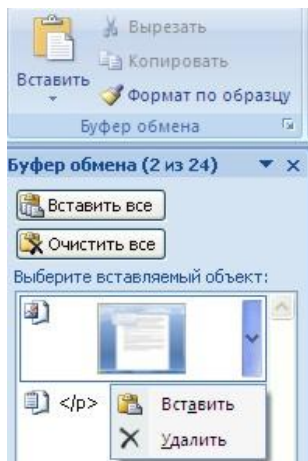 Вырезать
Копировать
Вставить
Формат по образцу
Буфер обмена
Буфер обмена (2 из 24)
Вставить все
Очистить все
Выберите вставляемый объект:
</p>
Вставить
Удалить